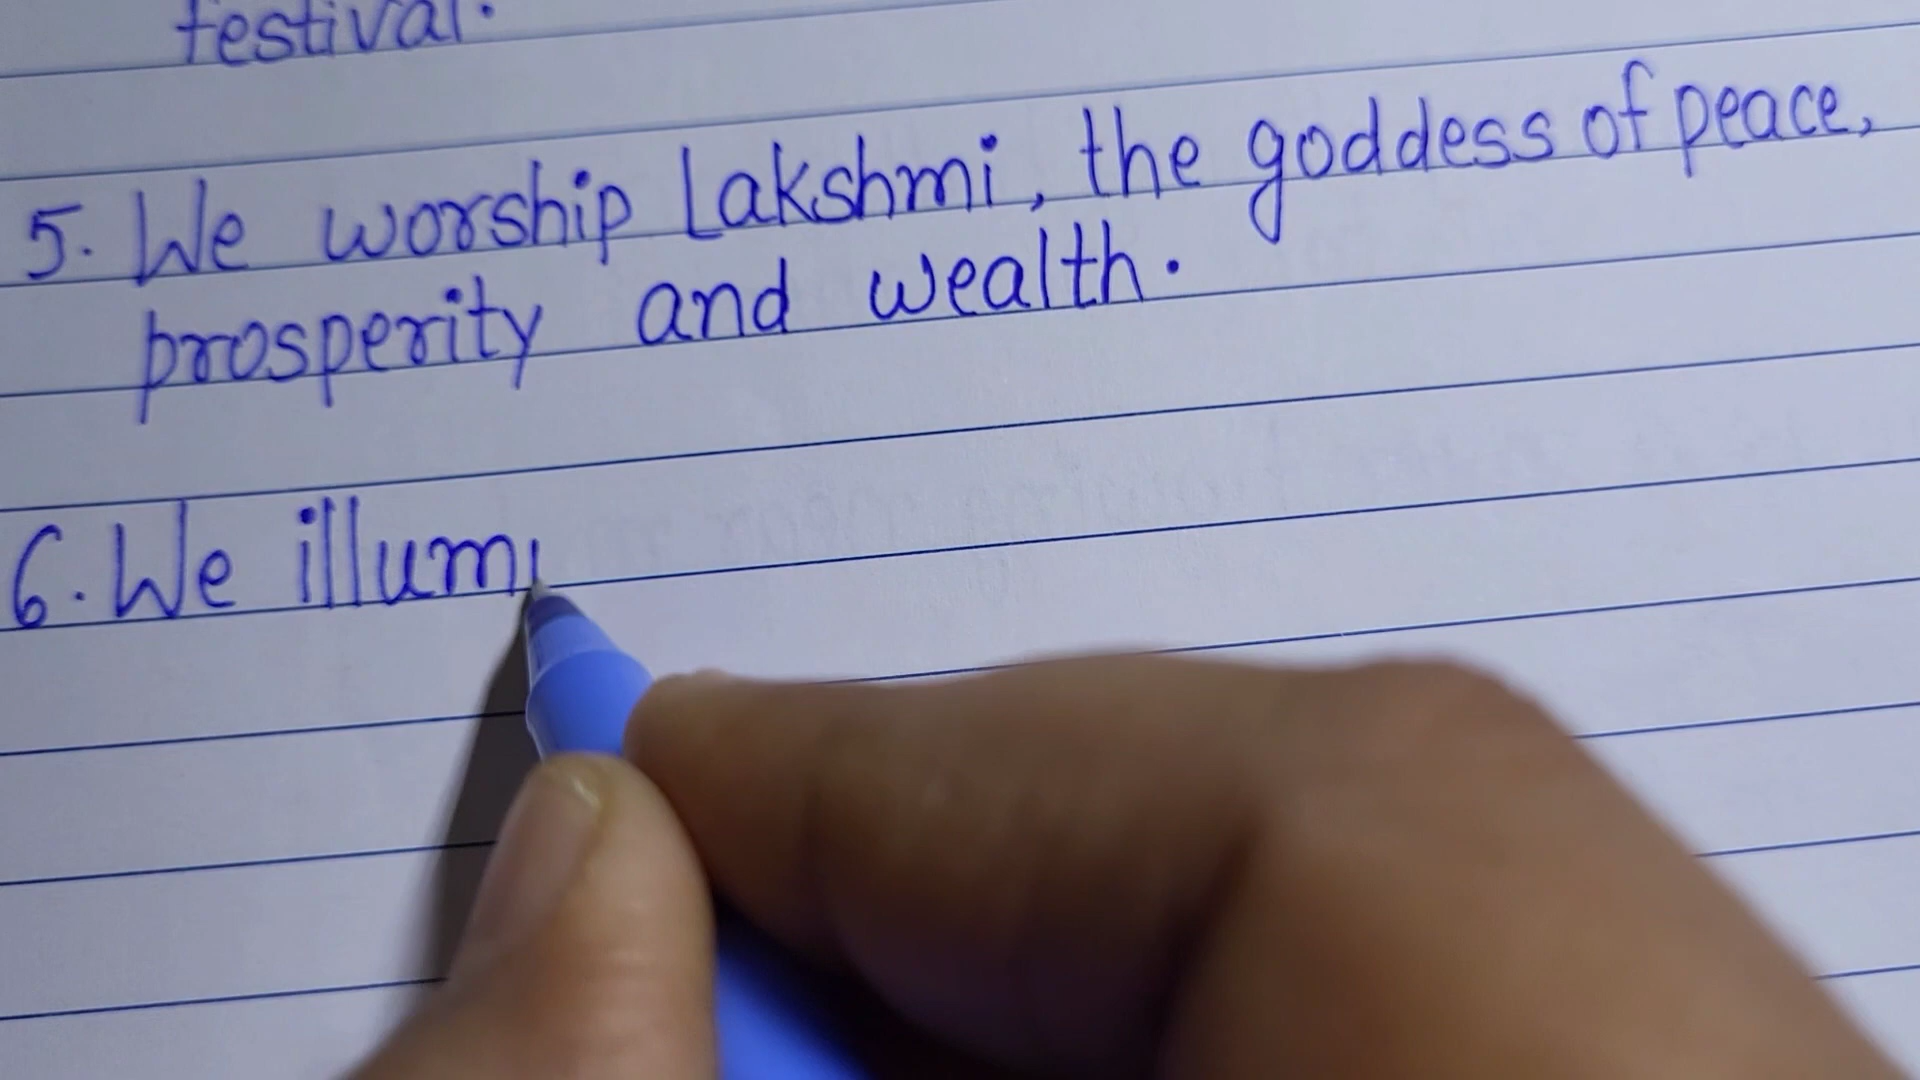 festival.
5. We worship Lakshmi, the goddess of peace,
prosperity and wealth.
6. We illumi